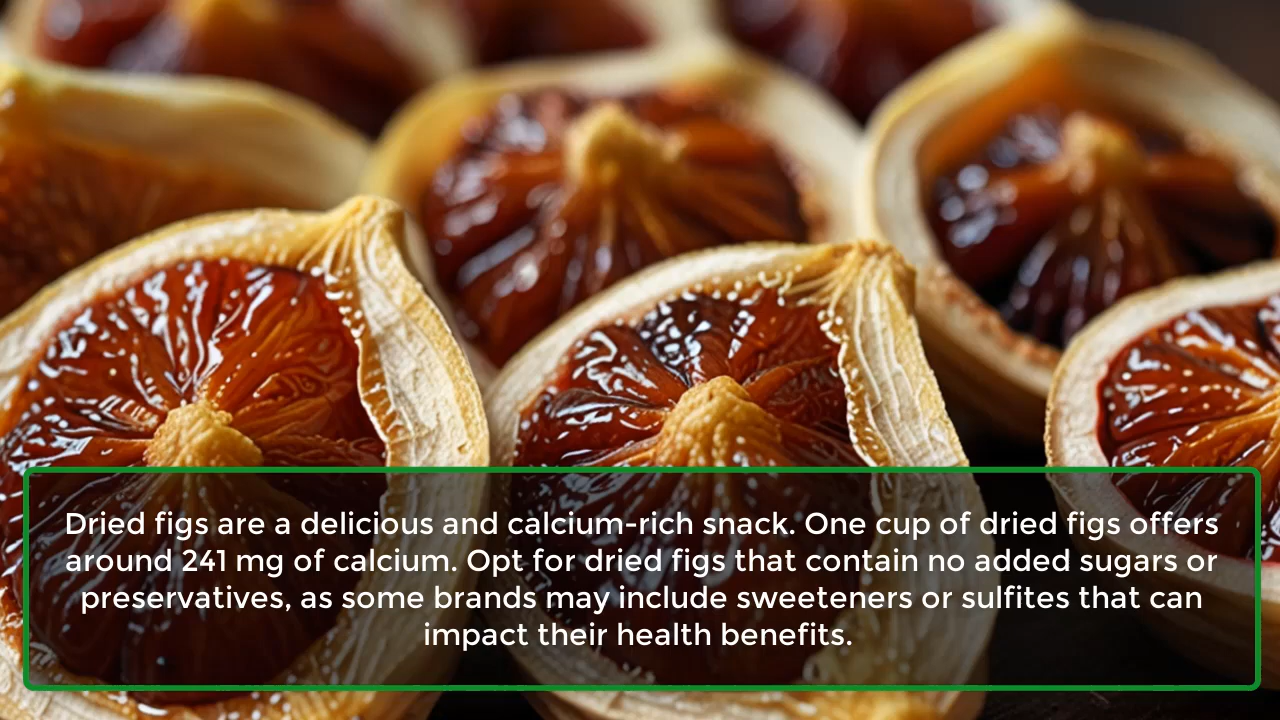 Dried figs are a delicious and calcium-rich snack. One cup of dried figs offers
around 241 mg of calcium. Opt for dried figs that contain no added sugars or
preservatives, as some brands may include sweeteners or sulfites that can
impact their health benefits.